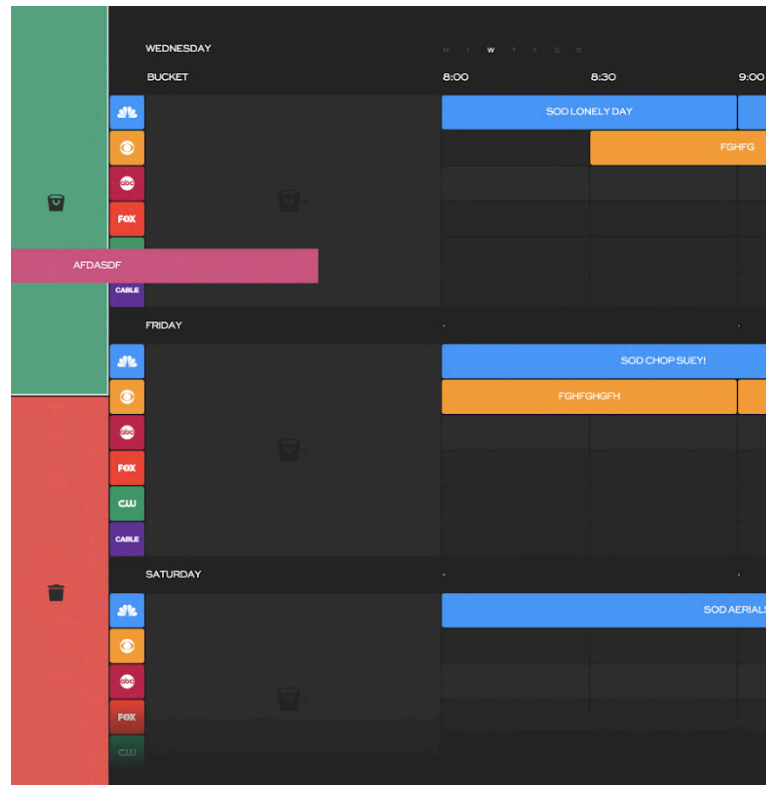 WEDNESDAY
M T W T F S S
BUCKET
8:00 8:30 9:00
SOD LONELY DAY
FGHFG
abc
FOX
AFDASDF
CABLE
FRIDAY
SOD CHOP SUEY!
FGHFGHGFH
abc
FOX
CW
CABLE
SATURDAY
SOD AERIALS
abc
FOX
CW